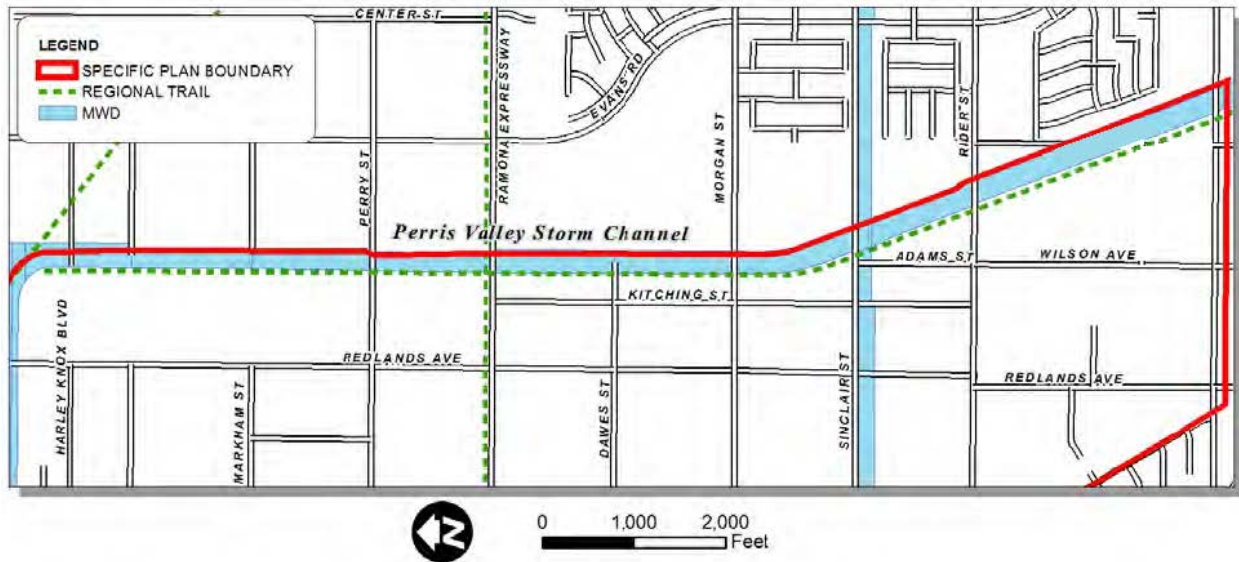 CENTER ST
LEGEND
SPECIFIC PLAN BOUNDARY
REGIONAL TRAIL
MWD
RAMONA EXPRESSWAY
EVANS RD
PERRY ST
MORGAN ST
RIDER ST
Perris Valley Storm Channel
ADAMS ST
WILSON AVE
KITCHING ST
HARLEY KNOX BLVD
REDLANDS AVE
MARKHAM ST
DAWES ST
SINCLAIR ST
REDLANDS AVE
N
0 1,000 2,000
Feet